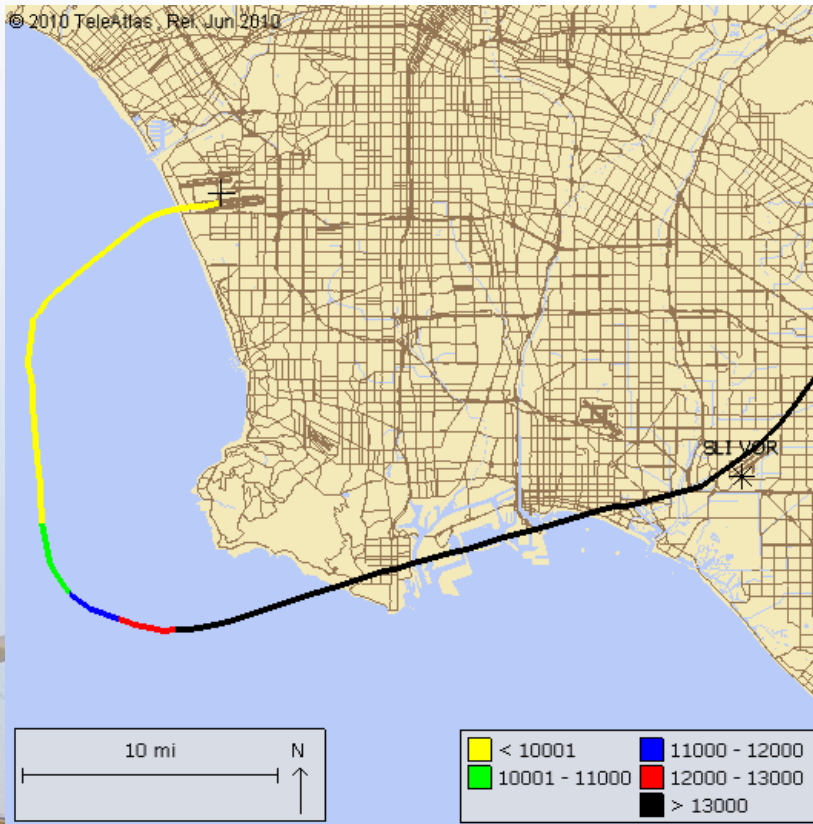 © 2010 TeleAtlas , Rel. Jun 2010
SLI VOR
10 mi
N
< 10001
11000 - 12000
10001 - 11000
12000 - 13000
> 13000